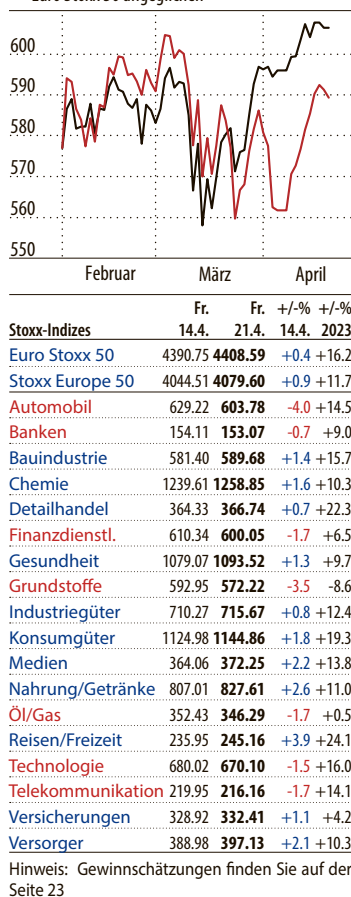 600
590
580
570
560
550
Februar März April
Fr. Fr. +/-% +/-%
Stoxx-Indizes 14.4. 21.4. 14.4. 2023
Euro Stoxx 50 4390.75 4408.59 +0.4 +16.2
Stoxx Europe 50 4044.51 4079.60 +0.9 +11.7
Automobil 629.22 603.78 -4.0 +14.5
Banken 154.11 153.07 -0.7 +9.0
Bauindustrie 581.40 589.68 +1.4 +15.7
Chemie 1239.61 1258.85 +1.6 +10.3
Detailhandel 364.33 366.74 +0.7 +22.3
Finanzdienstl. 610.34 600.05 -1.7 +6.5
Gesundheit 1079.07 1093.52 +1.3 +9.7
Grundstoffe 592.95 572.22 -3.5 -8.6
Industriegüter 710.27 715.67 +0.8 +12.4
Konsumgüter 1124.98 1144.86 +1.8 +19.3
Medien 364.06 372.25 +2.2 +13.8
Nahrung/Getränke 807.01 827.61 +2.6 +11.0
Öl/Gas 352.43 346.29 -1.7 +0.5
Reisen/Freizeit 235.95 245.16 +3.9 +24.1
Technologie 680.02 670.10 -1.5 +16.0
Telekommunikation 219.95 216.16 -1.7 +14.1
Versicherungen 328.92 332.41 +1.1 +4.2
Versorger 388.98 397.13 +2.1 +10.3
Hinweis: Gewinnschätzungen finden Sie auf der
Seite 23